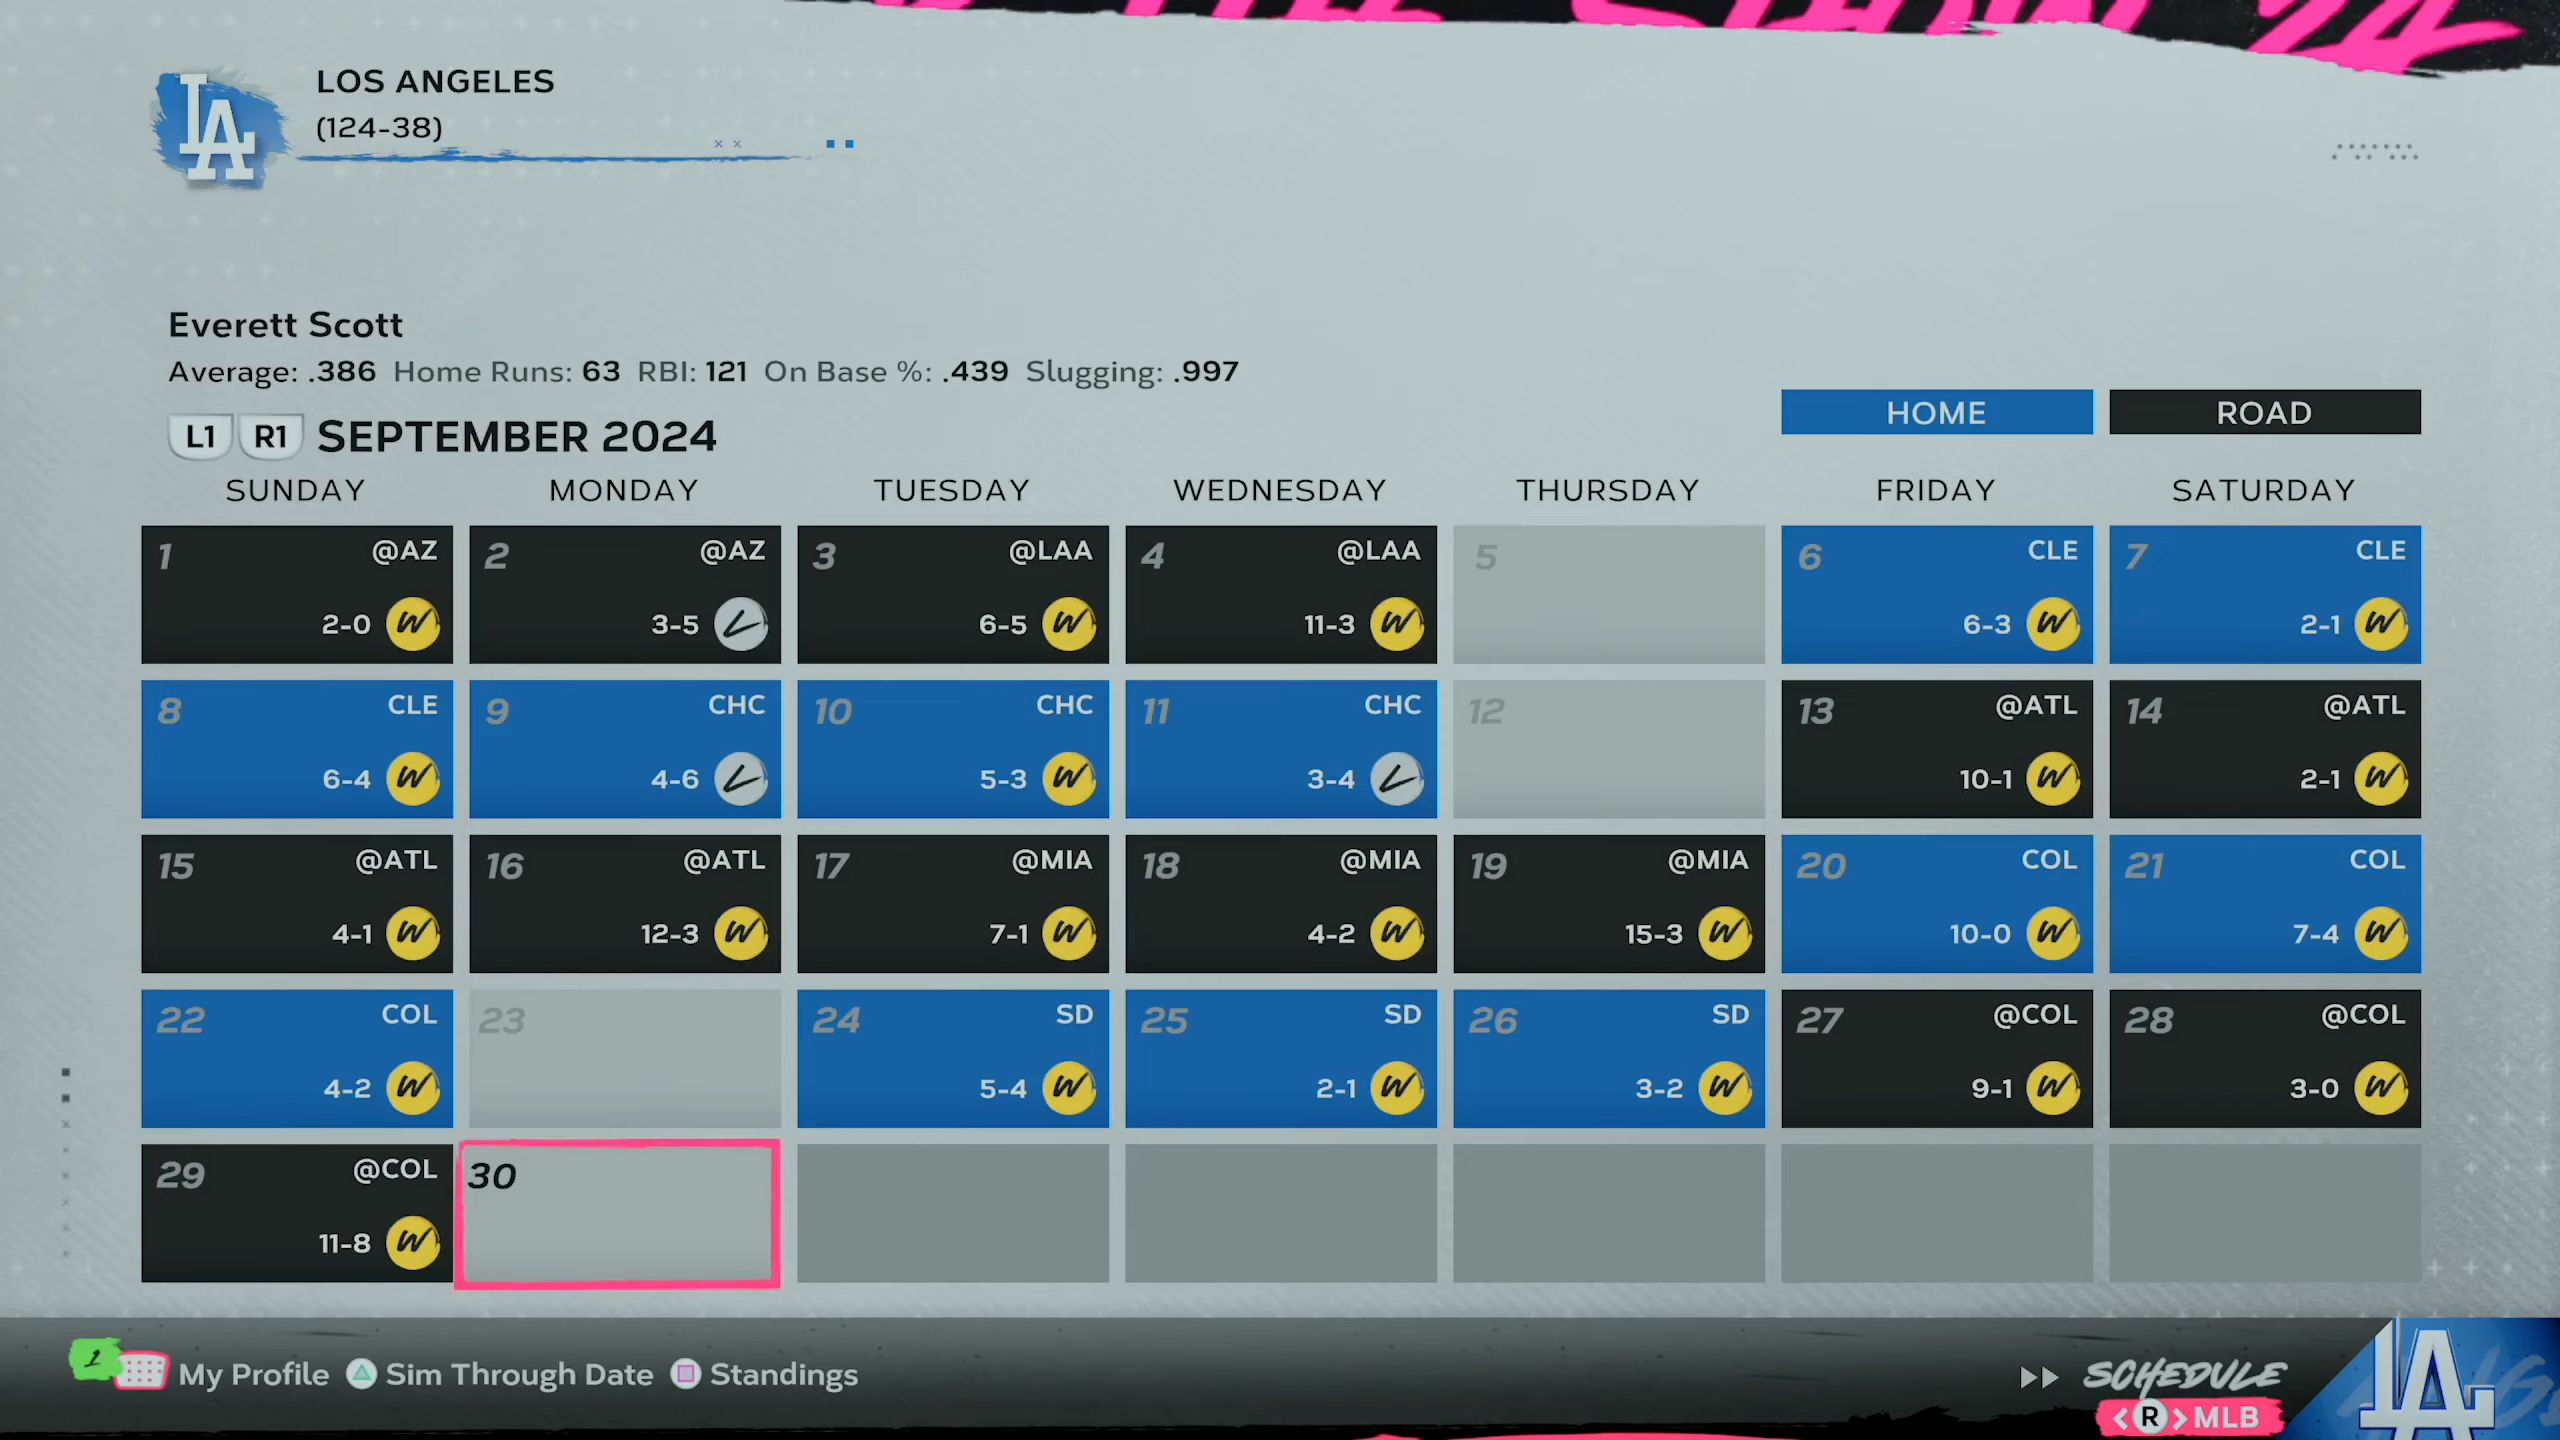 THE SHOW 24
LA
LOS ANGELES
(124-38)
Everett Scott
Average: .386 Home Runs: 63 RBI: 121 On Base %: .439 Slugging: .997
HOME ROAD
L1 R1 SEPTEMBER 2024
SUNDAY MONDAY TUESDAY WEDNESDAY THURSDAY FRIDAY SATURDAY
1 @AZ 2 @AZ 3 @LAA 4 @LAA 5 6 CLE 7 CLE
2-0 W 3-5 L 6-5 W 11-3 W 6-3 W 2-1 W
8 CLE 9 CHC 10 CHC 11 CHC 12 13 @ATL 14 @ATL
6-4 W 4-6 L 5-3 W 3-4 L 10-1 W 2-1 W
15 @ATL 16 @ATL 17 @MIA 18 @MIA 19 @MIA 20 COL 21 COL
4-1 W 12-3 W 7-1 W 4-2 W 15-3 W 10-0 W 7-4 W
22 COL 23 24 SD 25 SD 26 SD 27 @COL 28 @COL
4-2 W 5-4 W 2-1 W 3-2 W 9-1 W 3-0 W
29 @COL 30
11-8 W
1 My Profile Sim Through Date Standings
SCHEDULE
R MLB
LA